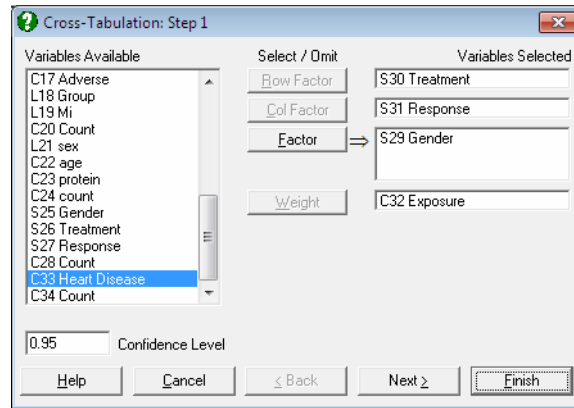 Cross-Tabulation: Step 1
Variables Available
Select / Omit
Variables Selected
C17 Adverse
L18 Group
L19 Mi
C20 Count
L21 sex
C22 age
C23 protein
C24 count
S25 Gender
S26 Treatment
S27 Response
C28 Count
C33 Heart Disease
C34 Count
Row Factor
S30 Treatment
Col Factor
S31 Response
Factor
S29 Gender
Weight
C32 Exposure
0.95 Confidence Level
Help
Cancel
< Back
Next >
Finish